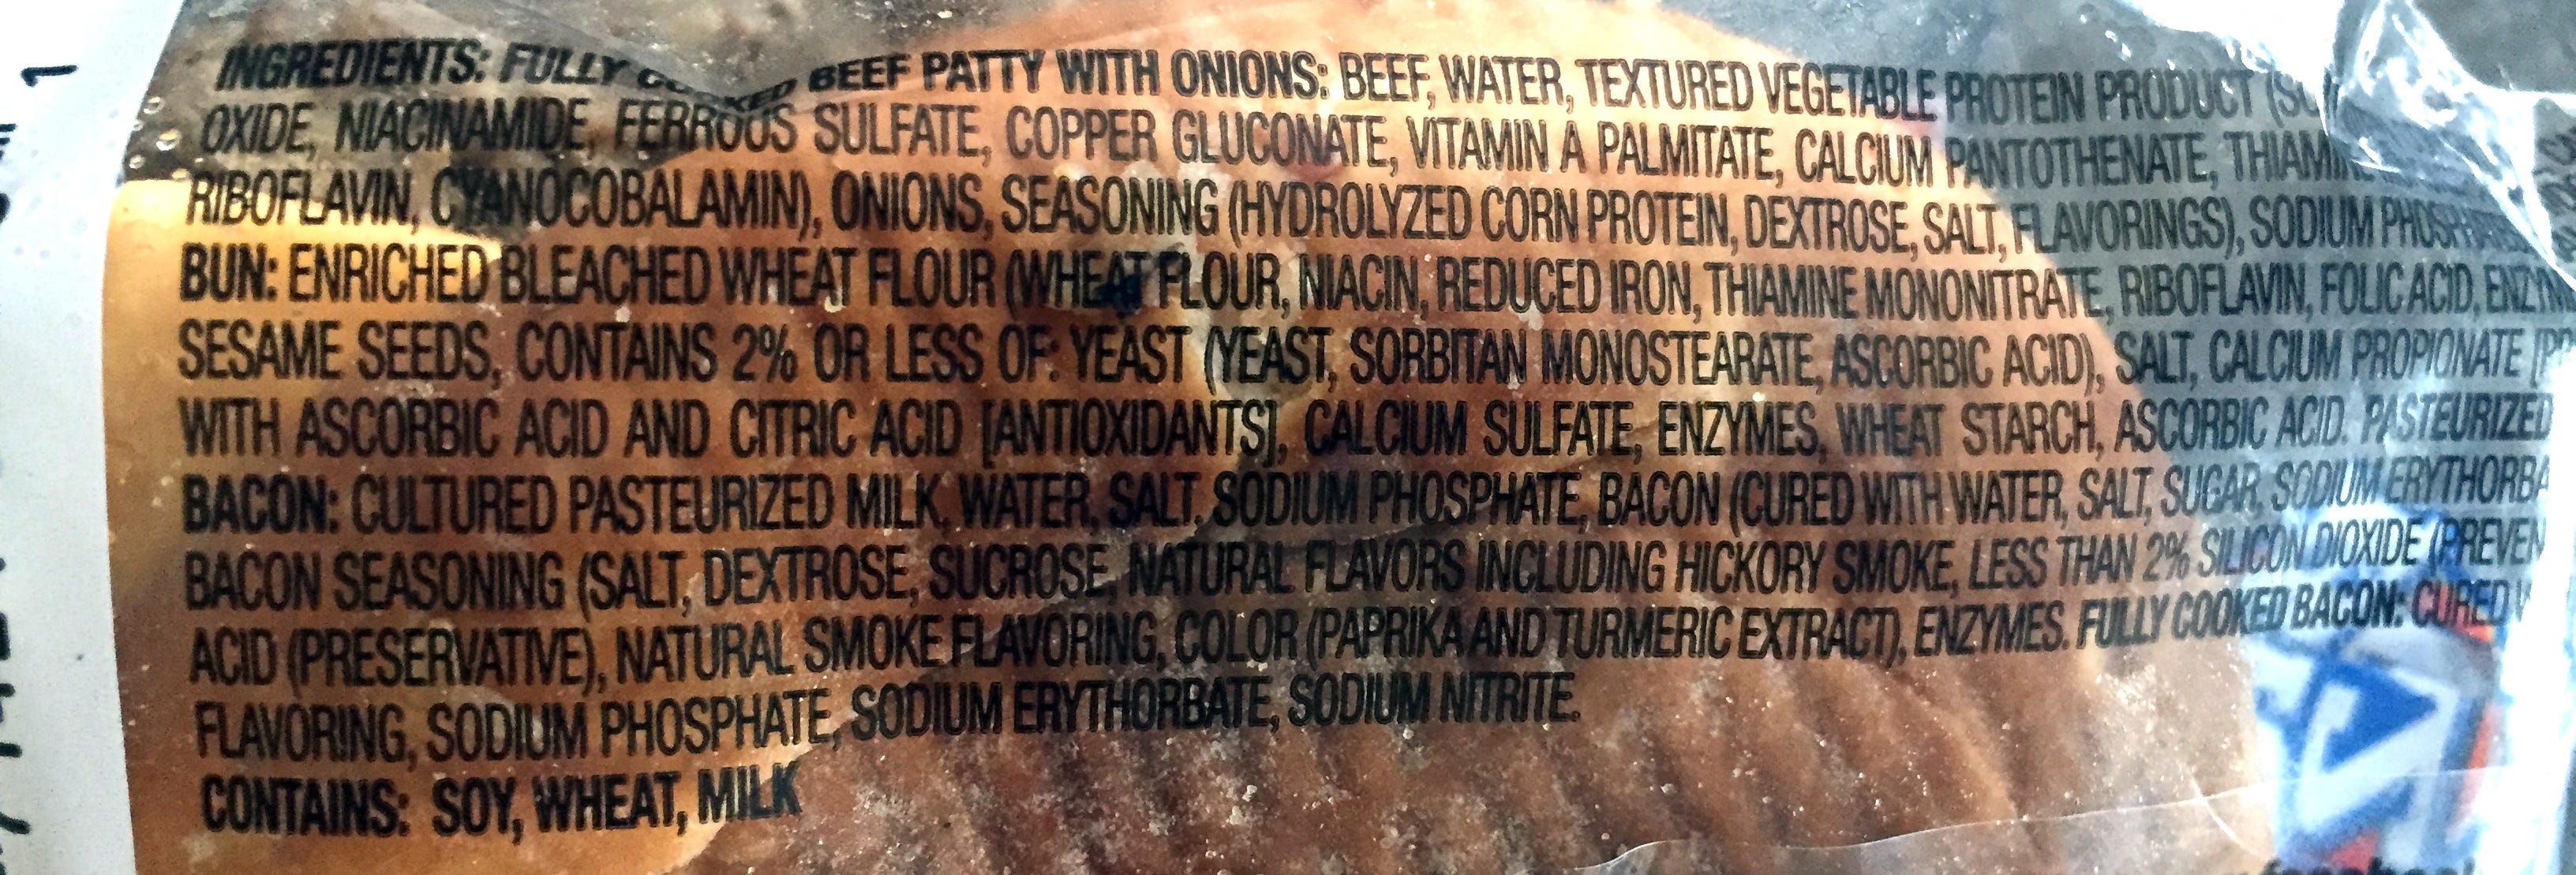 INGREDIENTS: FULLY COOKED BEEF PATTY WITH ONIONS: BEEF, WATER, TEXTURED VEGETABLE PROTEIN PRODUCT
OXIDE, NIACINAMIDE, FERROUS SULFATE, COPPER GLUCONATE, VITAMIN A PALMITATE, CALCIUM PANTOTHENATE,
RIBOFLAVIN, CYANOCOBALAMIN), ONIONS, SEASONING (HYDROLYZED CORN PROTEIN, DEXTROSE, SALT, FLAVORINGS), SODIUM
BUN: ENRICHED BLEACHED WHEAT FLOUR (WHEAT FLOUR, NIACIN, REDUCED IRON, THIAMINE MONONITRATE, RIBOFLAVIN, FOLIC ACID,
SESAME SEEDS, CONTAINS 2% OR LESS OF: YEAST (YEAST, SORBITAN MONOSTEARATE, ASCORBIC ACID), SALT, CALCIUM PROPIONATE
WITH ASCORBIC ACID AND CITRIC ACID [ANTIOXIDANTS], CALCIUM SULFATE, ENZYMES, WHEAT STARCH, ASCORBIC ACID. PASTEURIZED
BACON: CULTURED PASTEURIZED MILK, WATER, SALT, SODIUM PHOSPHATE, BACON (CURED WITH WATER, SALT, SUGAR, SODIUM
BACON SEASONING (SALT, DEXTROSE, SUCROSE, NATURAL FLAVORS INCLUDING HICKORY SMOKE, LESS THAN 2% SILICON DIOXIDE
ACID (PRESERVATIVE), NATURAL SMOKE FLAVORING, COLOR (PAPRIKA AND TURMERIC EXTRACT), ENZYMES. FULLY COOKED BACON: CURED
FLAVORING, SODIUM PHOSPHATE, SODIUM ERYTHORBATE, SODIUM NITRITE.
CONTAINS: SOY, WHEAT, MILK